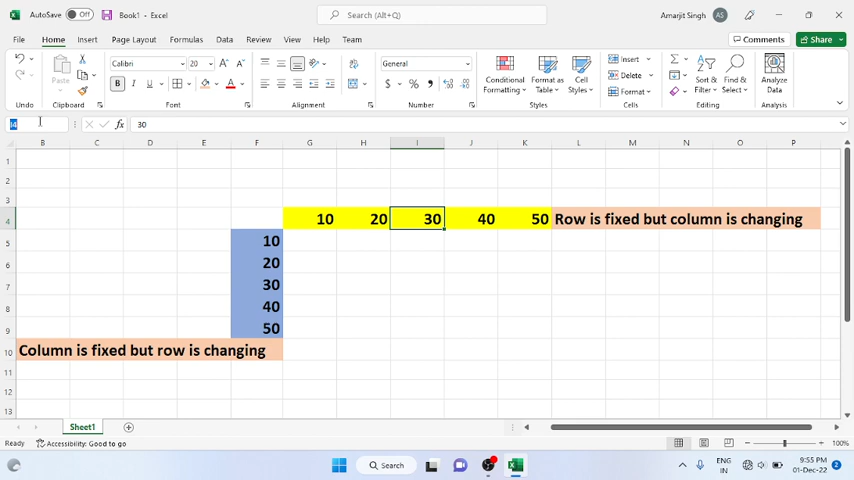 AutoSave Off Book1 - Excel Search (Alt+Q) Amarjit Singh AS
File Home Insert Page Layout Formulas Data Review View Help Team Comments Share
Calibri 20 A A General Insert Σ
Paste B I U A $ % , Conditional Formatting Format as Table Cell Styles Delete Format Sort & Filter Find & Select Analyze Data
Undo Clipboard Font Alignment Number Styles Cells Editing Analysis
I4 fx 30
B C D E F G H I J K L M N O P
1
2
3
4 10 20 30 40 50 Row is fixed but column is changing
5 10
6 20
7 30
8 40
9 50
10 Column is fixed but row is changing
11
12
13
Sheet1
Ready Accessibility: Good to go 100%
Search ENG IN 9:55 PM 01-Dec-22 2